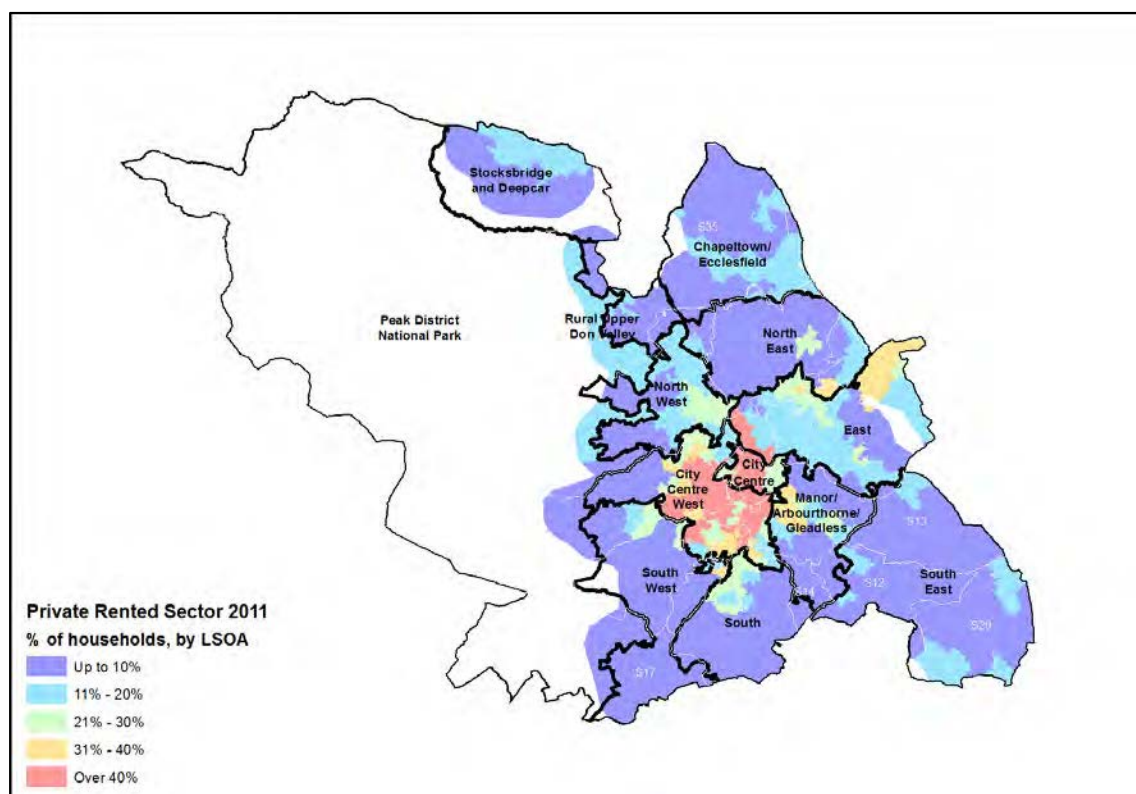 Stocksbridge
and Deepcar
S35
Chapeltown/
Ecclesfield
Peak District
National Park
Rural Upper
Don Valley
North
East
North
West
East
City
Centre
West
City
Centre
Manor/
Arbourthorne/
Gleadless
S13
South
West
S12
South
East
South
S20
S17
Private Rented Sector 2011
% of households, by LSOA
Up to 10%
11% - 20%
21% - 30%
31% - 40%
Over 40%